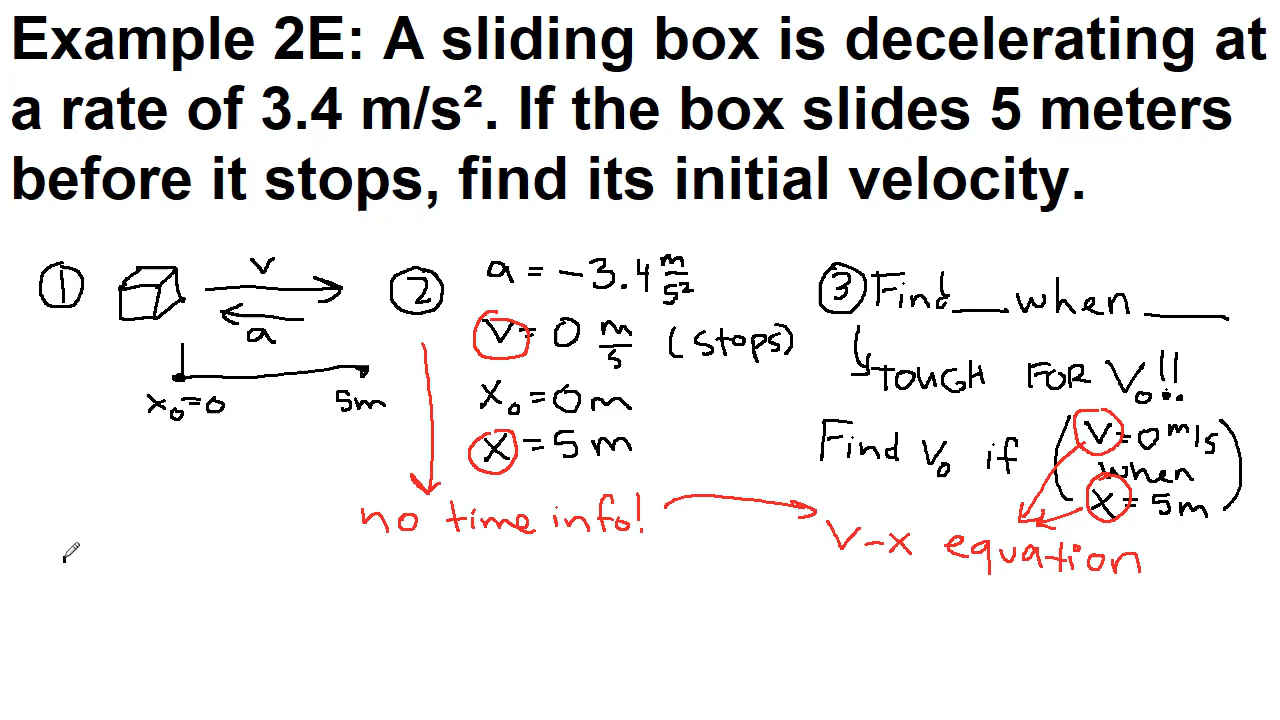 Example 2E: A sliding box is decelerating at
a rate of 3.4 m/s². If the box slides 5 meters
before it stops, find its initial velocity.
①
v
a
x₀=0
5m
②
a = -3.4 m/s²
v = 0 m/s (stops)
x₀ = 0 m
x = 5 m
no time info!
③ Find __ when ___
TOUGH FOR V₀!!
Find v₀ if (v=0 m/s
when
x = 5m)
v-x equation